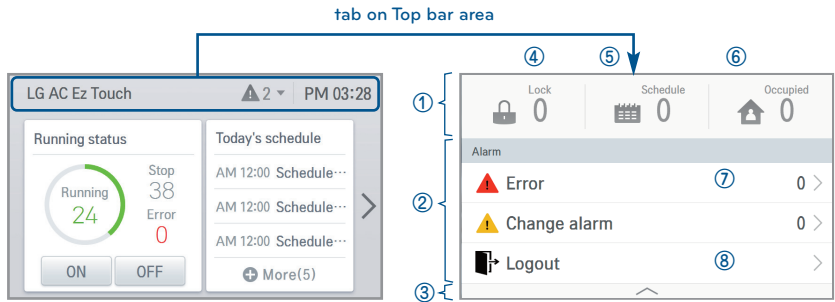 tab on Top bar area
LG AC Ez Touch
2
PM 03:28
Running status
Running
24
Stop
38
Error
0
ON
OFF
Today's schedule
AM 12:00 Schedule···
AM 12:00 Schedule···
AM 12:00 Schedule···
More(5)
④
⑤
⑥
①
Lock
0
Schedule
0
Occupied
0
②
Alarm
Error
⑦
0
Change alarm
0
Logout
⑧
③